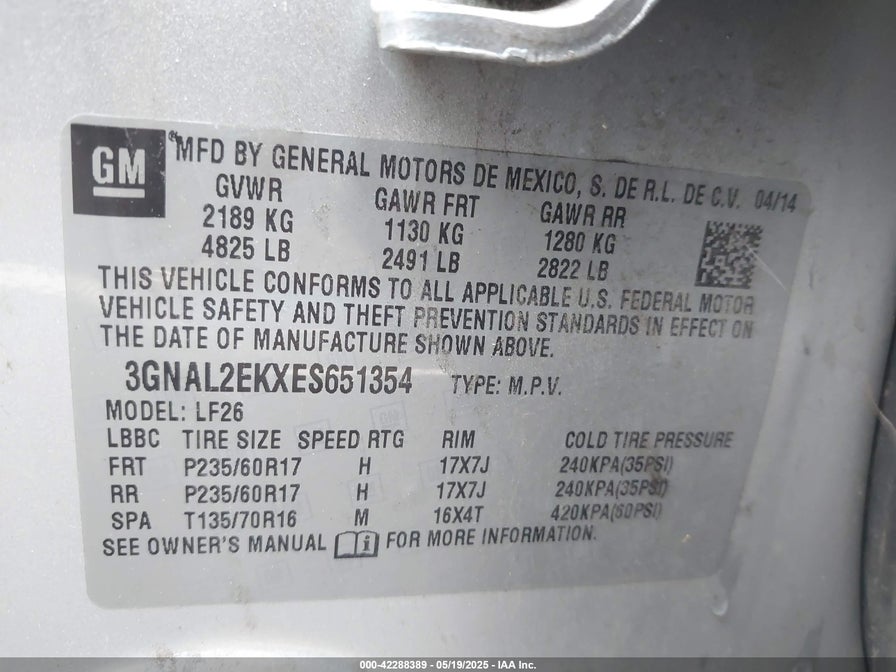 GM ® MFD BY GENERAL MOTORS DE MEXICO, S. DE R.L. DE C.V. 04/14
GVWR GAWR FRT GAWR RR
2189 KG 1130 KG 1280 KG
4825 LB 2491 LB 2822 LB
THIS VEHICLE CONFORMS TO ALL APPLICABLE U.S. FEDERAL MOTOR
VEHICLE SAFETY AND THEFT PREVENTION STANDARDS IN EFFECT ON
THE DATE OF MANUFACTURE SHOWN ABOVE.
3GNAL2EKXES651354 TYPE: M.P.V.
MODEL: LF26
LBBC TIRE SIZE SPEED RTG RIM COLD TIRE PRESSURE
FRT P235/60R17 H 17X7J 240KPA(35PSI)
RR P235/60R17 H 17X7J 240KPA(35PSI)
SPA T135/70R16 M 16X4T 420KPA(60PSI)
SEE OWNER'S MANUAL i FOR MORE INFORMATION.
000-42288389 - 05/19/2025 - IAA Inc.